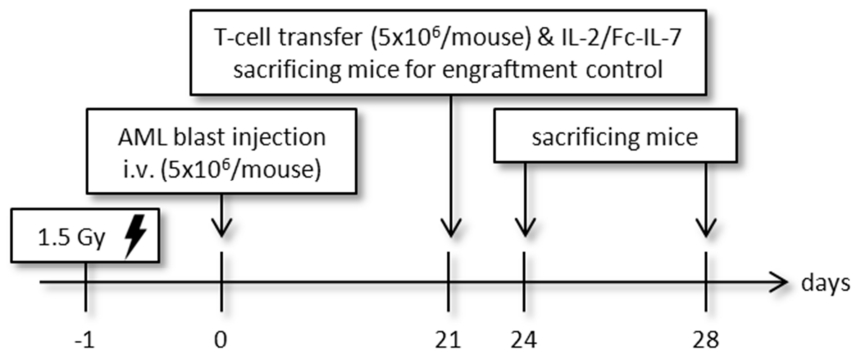 T-cell transfer (5x10⁶/mouse) & IL-2/Fc-IL-7
sacrificing mice for engraftment control
AML blast injection
i.v. (5x10⁶/mouse)
sacrificing mice
1.5 Gy
days
-1
0
21
24
28